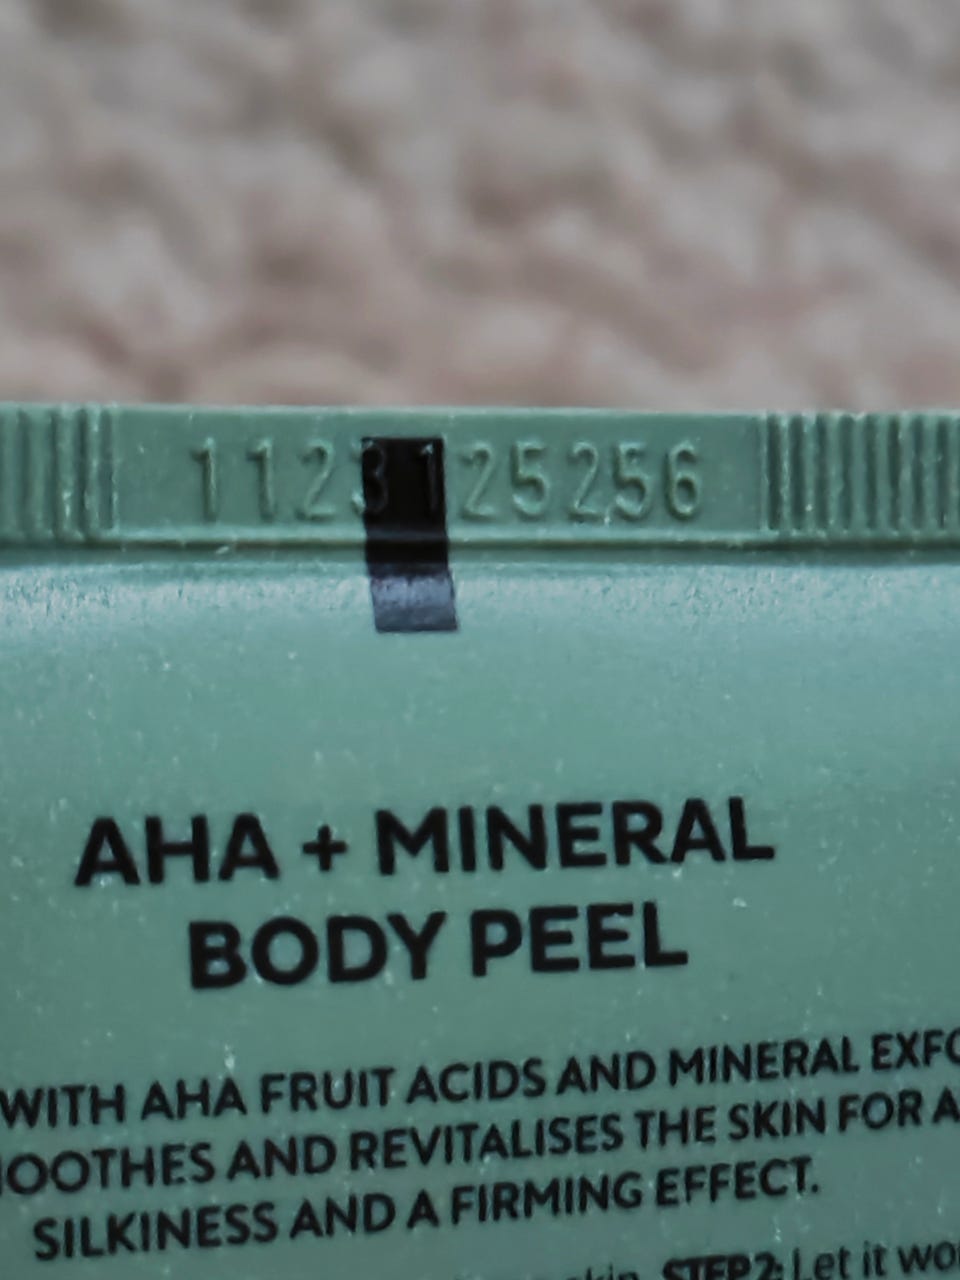 1123125256
AHA + MINERAL
BODY PEEL
WITH AHA FRUIT ACIDS AND MINERAL EXFO
OOTHES AND REVITALISES THE SKIN FOR A
SILKINESS AND A FIRMING EFFECT.
skin. STEP 2: Let it wo